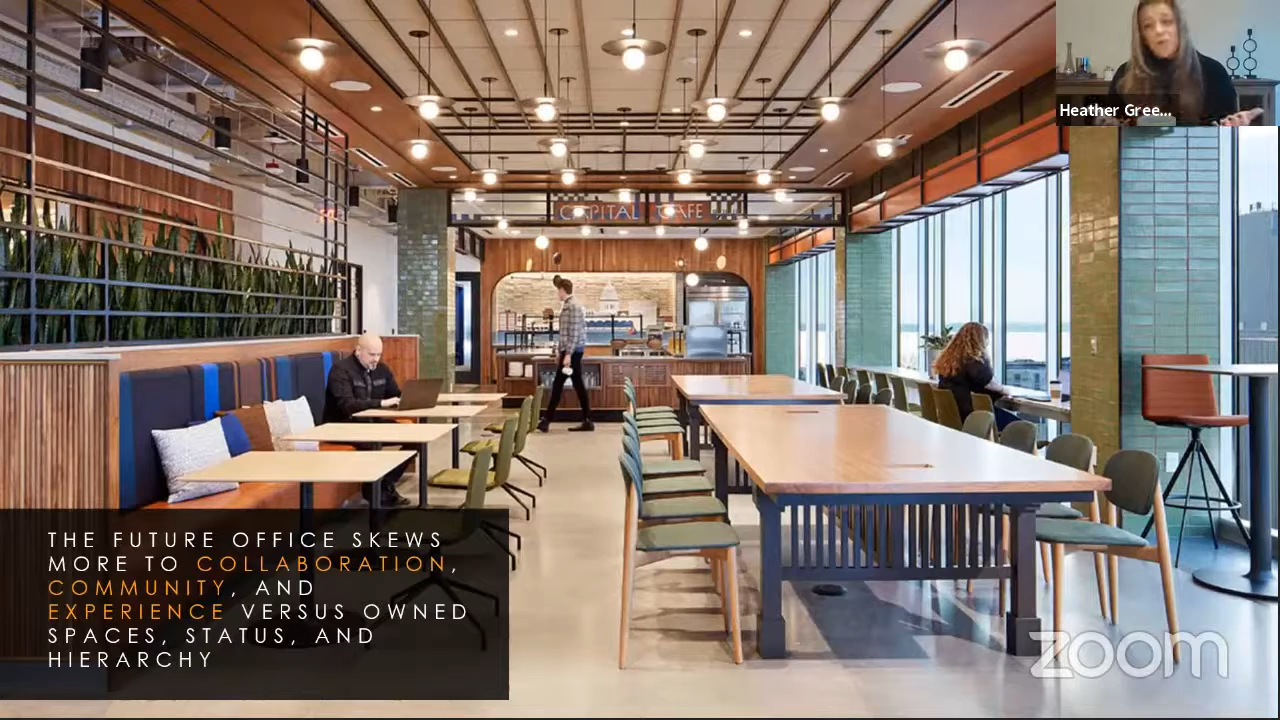 Heather Gree...
CAPITAL CAFE
THE FUTURE OFFICE SKEWS
MORE TO COLLABORATION,
COMMUNITY, AND
EXPERIENCE VERSUS OWNED
SPACES, STATUS, AND
HIERARCHY
zoom